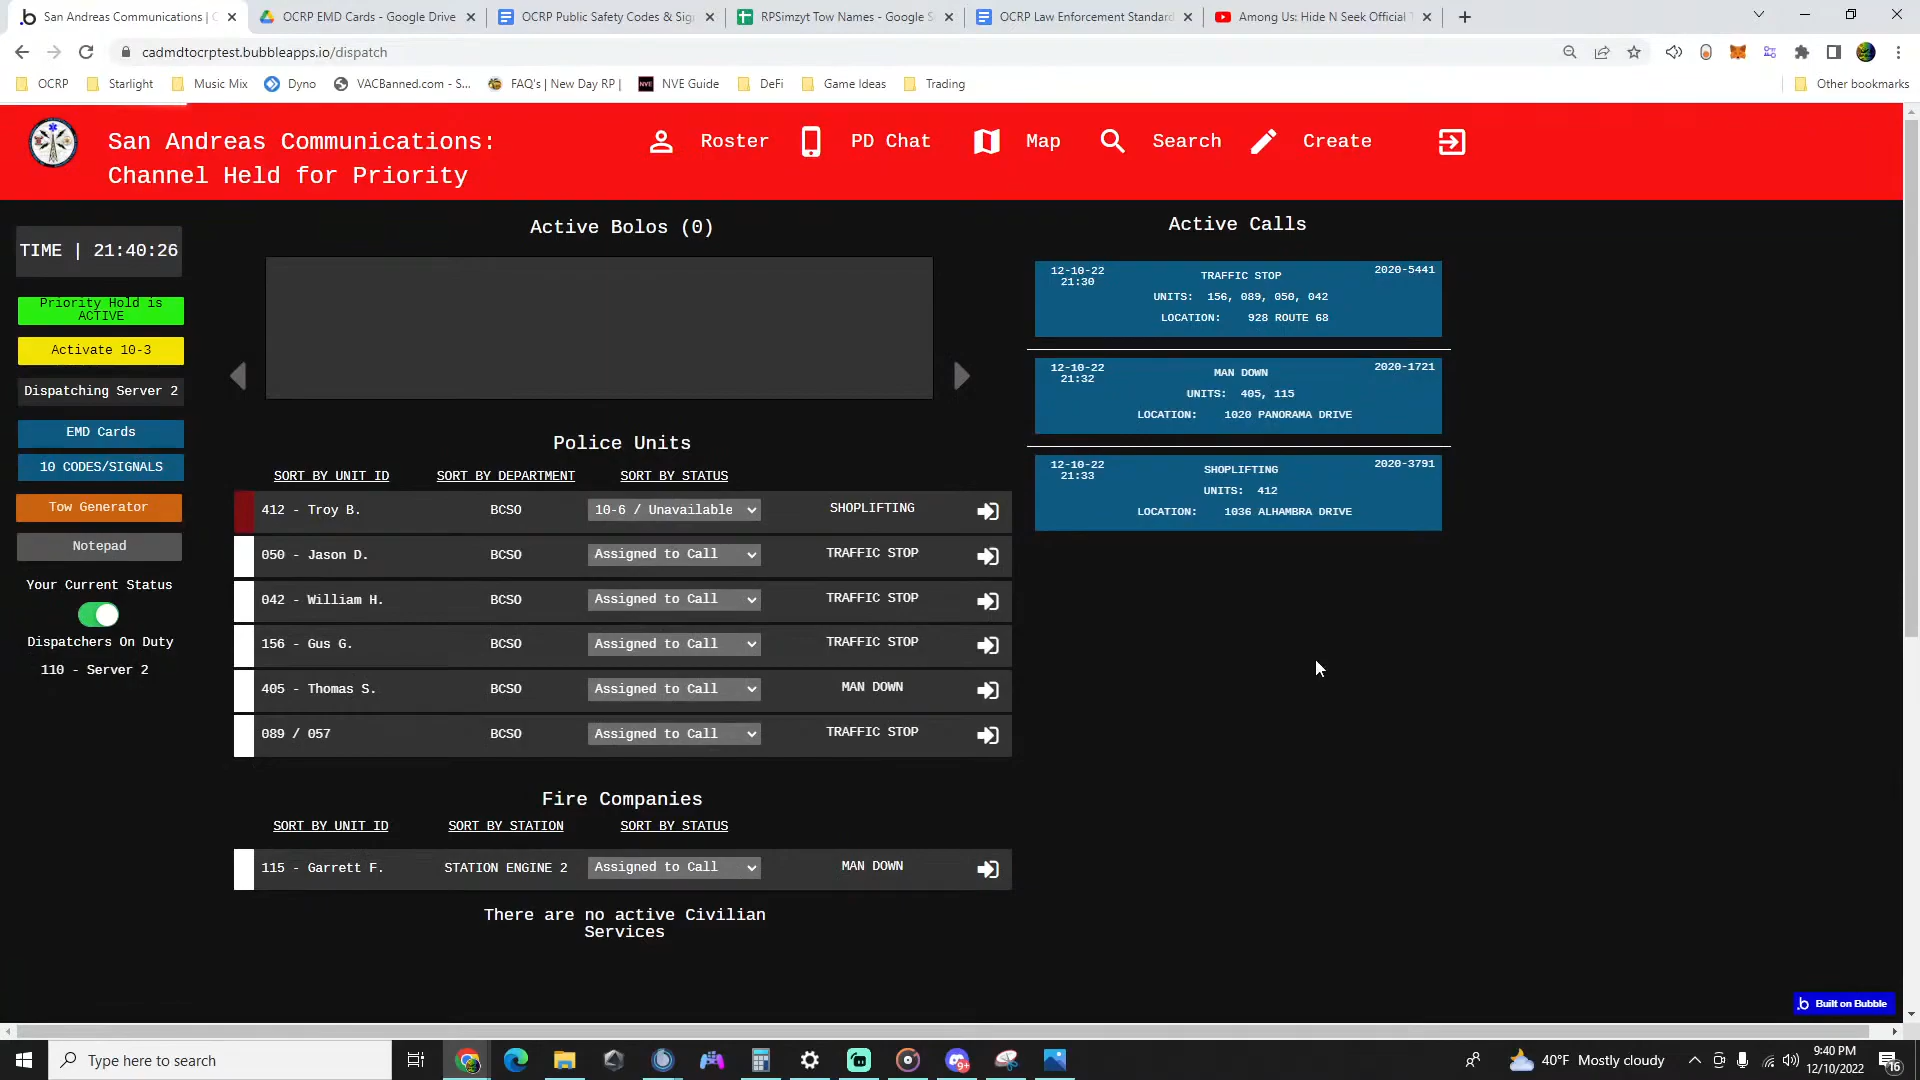 San Andreas Communications | C
OCRP EMD Cards - Google Drive
OCRP Public Safety Codes & Sig
RPSimzyt Tow Names - Google S
OCRP Law Enforcement Standard
Among Us: Hide N Seek Official T
cadmdtocrptest.bubbleapps.io/dispatch
OCRP
Starlight
Music Mix
Dyno
VACBanned.com - S...
FAQ's | New Day RP |
NVE Guide
DeFi
Game Ideas
Trading
Other bookmarks
San Andreas Communications:
Channel Held for Priority
Roster
PD Chat
Map
Search
Create
TIME | 21:40:26
Priority Hold is
ACTIVE
Activate 10-3
Dispatching Server 2
EMD Cards
10 CODES/SIGNALS
Tow Generator
Notepad
Your Current Status
Dispatchers On Duty
110 - Server 2
Active Bolos (0)
Police Units
SORT BY UNIT ID SORT BY DEPARTMENT SORT BY STATUS
412 - Troy B. BCSO 10-6 / Unavailable SHOPLIFTING
050 - Jason D. BCSO Assigned to Call TRAFFIC STOP
042 - William H. BCSO Assigned to Call TRAFFIC STOP
156 - Gus G. BCSO Assigned to Call TRAFFIC STOP
405 - Thomas S. BCSO Assigned to Call MAN DOWN
089 / 057 BCSO Assigned to Call TRAFFIC STOP
Fire Companies
SORT BY UNIT ID SORT BY STATION SORT BY STATUS
115 - Garrett F. STATION ENGINE 2 Assigned to Call MAN DOWN
There are no active Civilian
Services
Active Calls
12-10-22
21:30
TRAFFIC STOP
2020-5441
UNITS: 156, 089, 050, 042
LOCATION: 928 ROUTE 68
12-10-22
21:32
MAN DOWN
2020-1721
UNITS: 405, 115
LOCATION: 1020 PANORAMA DRIVE
12-10-22
21:33
SHOPLIFTING
2020-3791
UNITS: 412
LOCATION: 1036 ALHAMBRA DRIVE
Built on Bubble
Type here to search
9+
40°F Mostly cloudy
9:40 PM
12/10/2022
16